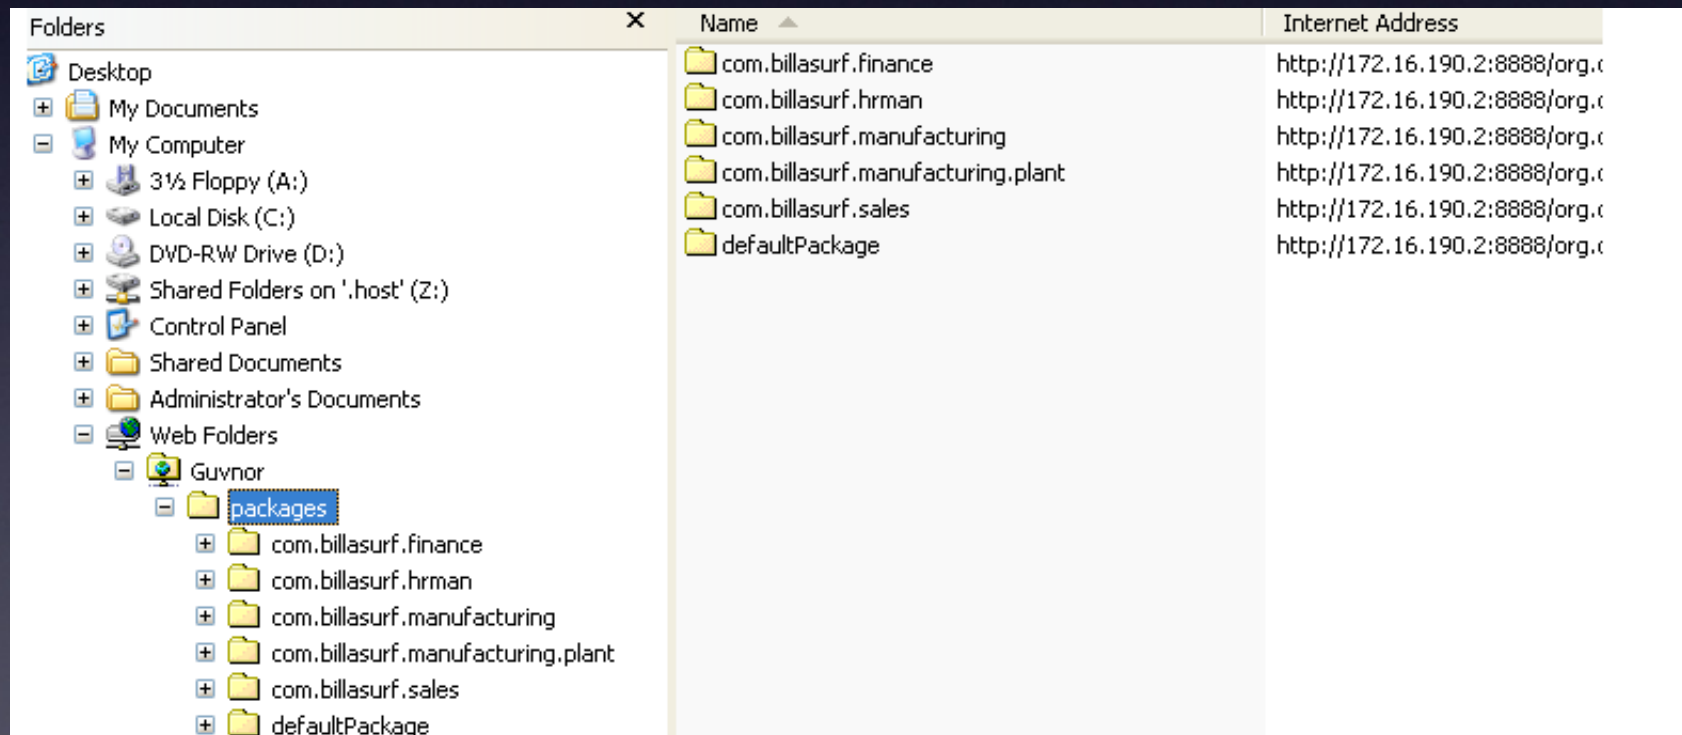 Folders
Desktop
My Documents
My Computer
3½ Floppy (A:)
Local Disk (C:)
DVD-RW Drive (D:)
Shared Folders on '.host' (Z:)
Control Panel
Shared Documents
Administrator's Documents
Web Folders
Guvnor
packages
com.billasurf.finance
com.billasurf.hrman
com.billasurf.manufacturing
com.billasurf.manufacturing.plant
com.billasurf.sales
defaultPackage
Name Internet Address
com.billasurf.finance http://172.16.190.2:8888/org.
com.billasurf.hrman http://172.16.190.2:8888/org.
com.billasurf.manufacturing http://172.16.190.2:8888/org.
com.billasurf.manufacturing.plant http://172.16.190.2:8888/org.
com.billasurf.sales http://172.16.190.2:8888/org.
defaultPackage http://172.16.190.2:8888/org.